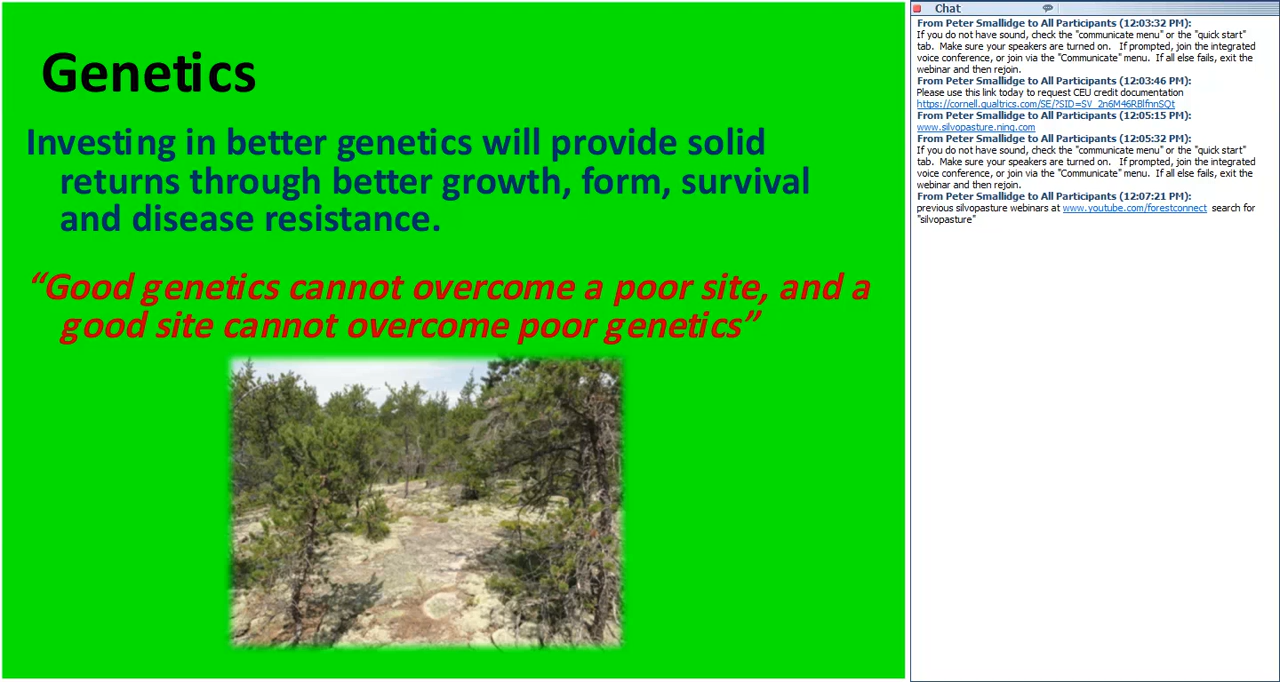 Genetics
Investing in better genetics will provide solid
returns through better growth, form, survival
and disease resistance.
“Good genetics cannot overcome a poor site, and a
good site cannot overcome poor genetics”
Chat
From Peter Smallidge to All Participants (12:03:32 PM):
If you do not have sound, check the "communicate menu" or the "quick start"
tab. Make sure your speakers are turned on. If prompted, join the integrated
voice conference, or join via the "Communicate" menu. If all else fails, exit the
webinar and then rejoin.
From Peter Smallidge to All Participants (12:03:46 PM):
Please use this link today to request CEU credit documentation
https://cornell.qualtrics.com/SE/?SID=SV_2n6M46RBlfnnSQt
From Peter Smallidge to All Participants (12:05:15 PM):
www.silvopasture.ning.com
From Peter Smallidge to All Participants (12:05:32 PM):
If you do not have sound, check the "communicate menu" or the "quick start"
tab. Make sure your speakers are turned on. If prompted, join the integrated
voice conference, or join via the "Communicate" menu. If all else fails, exit the
webinar and then rejoin.
From Peter Smallidge to All Participants (12:07:21 PM):
previous silvopasture webinars at www.youtube.com/forestconnect search for
"silvopasture"